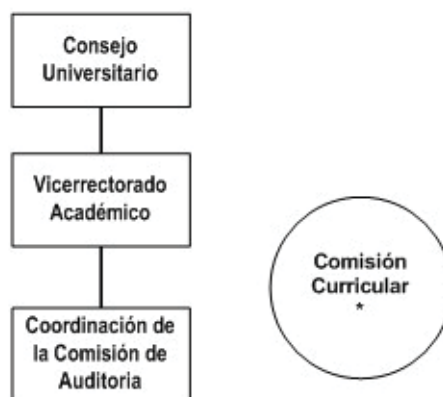 Consejo
Universitario
Vicerrectorado
Académico
Coordinación de
la Comisión de
Auditoria
Comisión
Curricular
*